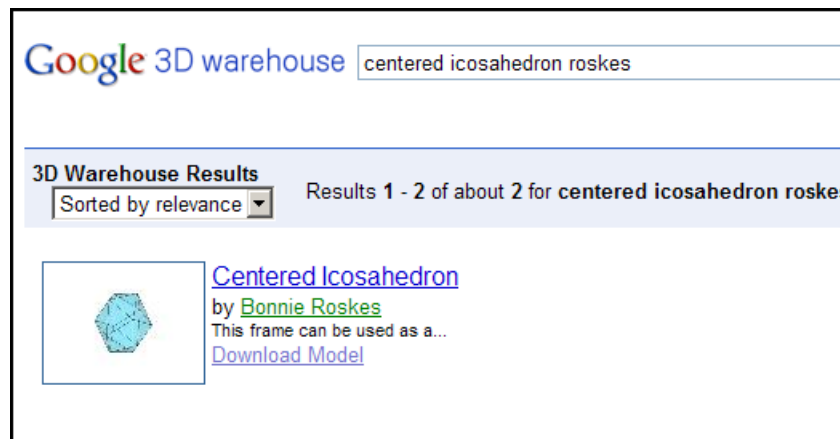 Google 3D warehouse centered icosahedron roskes
3D Warehouse Results
Sorted by relevance Results 1 - 2 of about 2 for centered icosahedron roske
Centered Icosahedron
by Bonnie Roskes
This frame can be used as a...
Download Model